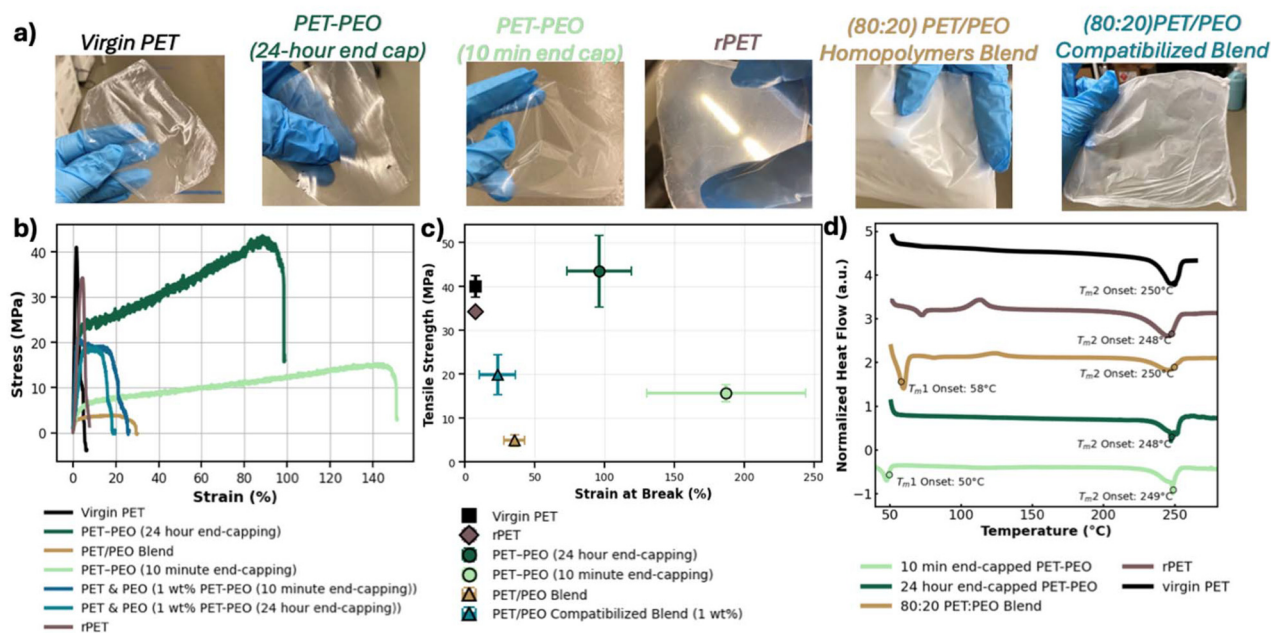 a)
Virgin PET
PET-PEO
(24-hour end cap)
PET-PEO
(10 min end cap)
rPET
(80:20) PET/PEO
Homopolymers Blend
(80:20)PET/PEO
Compatibilized Blend
b)
Stress (MPa)
40
30
20
10
0
0 20 40 60 80 100 120 140
Strain (%)
Virgin PET
PET–PEO (24 hour end-capping)
PET/PEO Blend
PET–PEO (10 minute end-capping)
PET & PEO (1 wt% PET-PEO (10 minute end-capping))
PET & PEO (1 wt% PET-PEO (24 hour end-capping))
rPET
c)
Tensile Strength (MPa)
50
40
30
20
10
0
0 50 100 150 200 250
Strain at Break (%)
Virgin PET
rPET
PET–PEO (24 hour end-capping)
PET–PEO (10 minute end-capping)
PET/PEO Blend
PET/PEO Compatibilized Blend (1 wt%)
d)
Normalized Heat Flow (a.u.)
5
4
3
2
1
0
−1
Tm2 Onset: 250°C
Tm2 Onset: 248°C
Tm2 Onset: 250°C
Tm1 Onset: 58°C
Tm2 Onset: 248°C
Tm1 Onset: 50°C
Tm2 Onset: 249°C
50 100 150 200 250
Temperature (°C)
10 min end-capped PET-PEO
24 hour end-capped PET-PEO
80:20 PET:PEO Blend
rPET
virgin PET